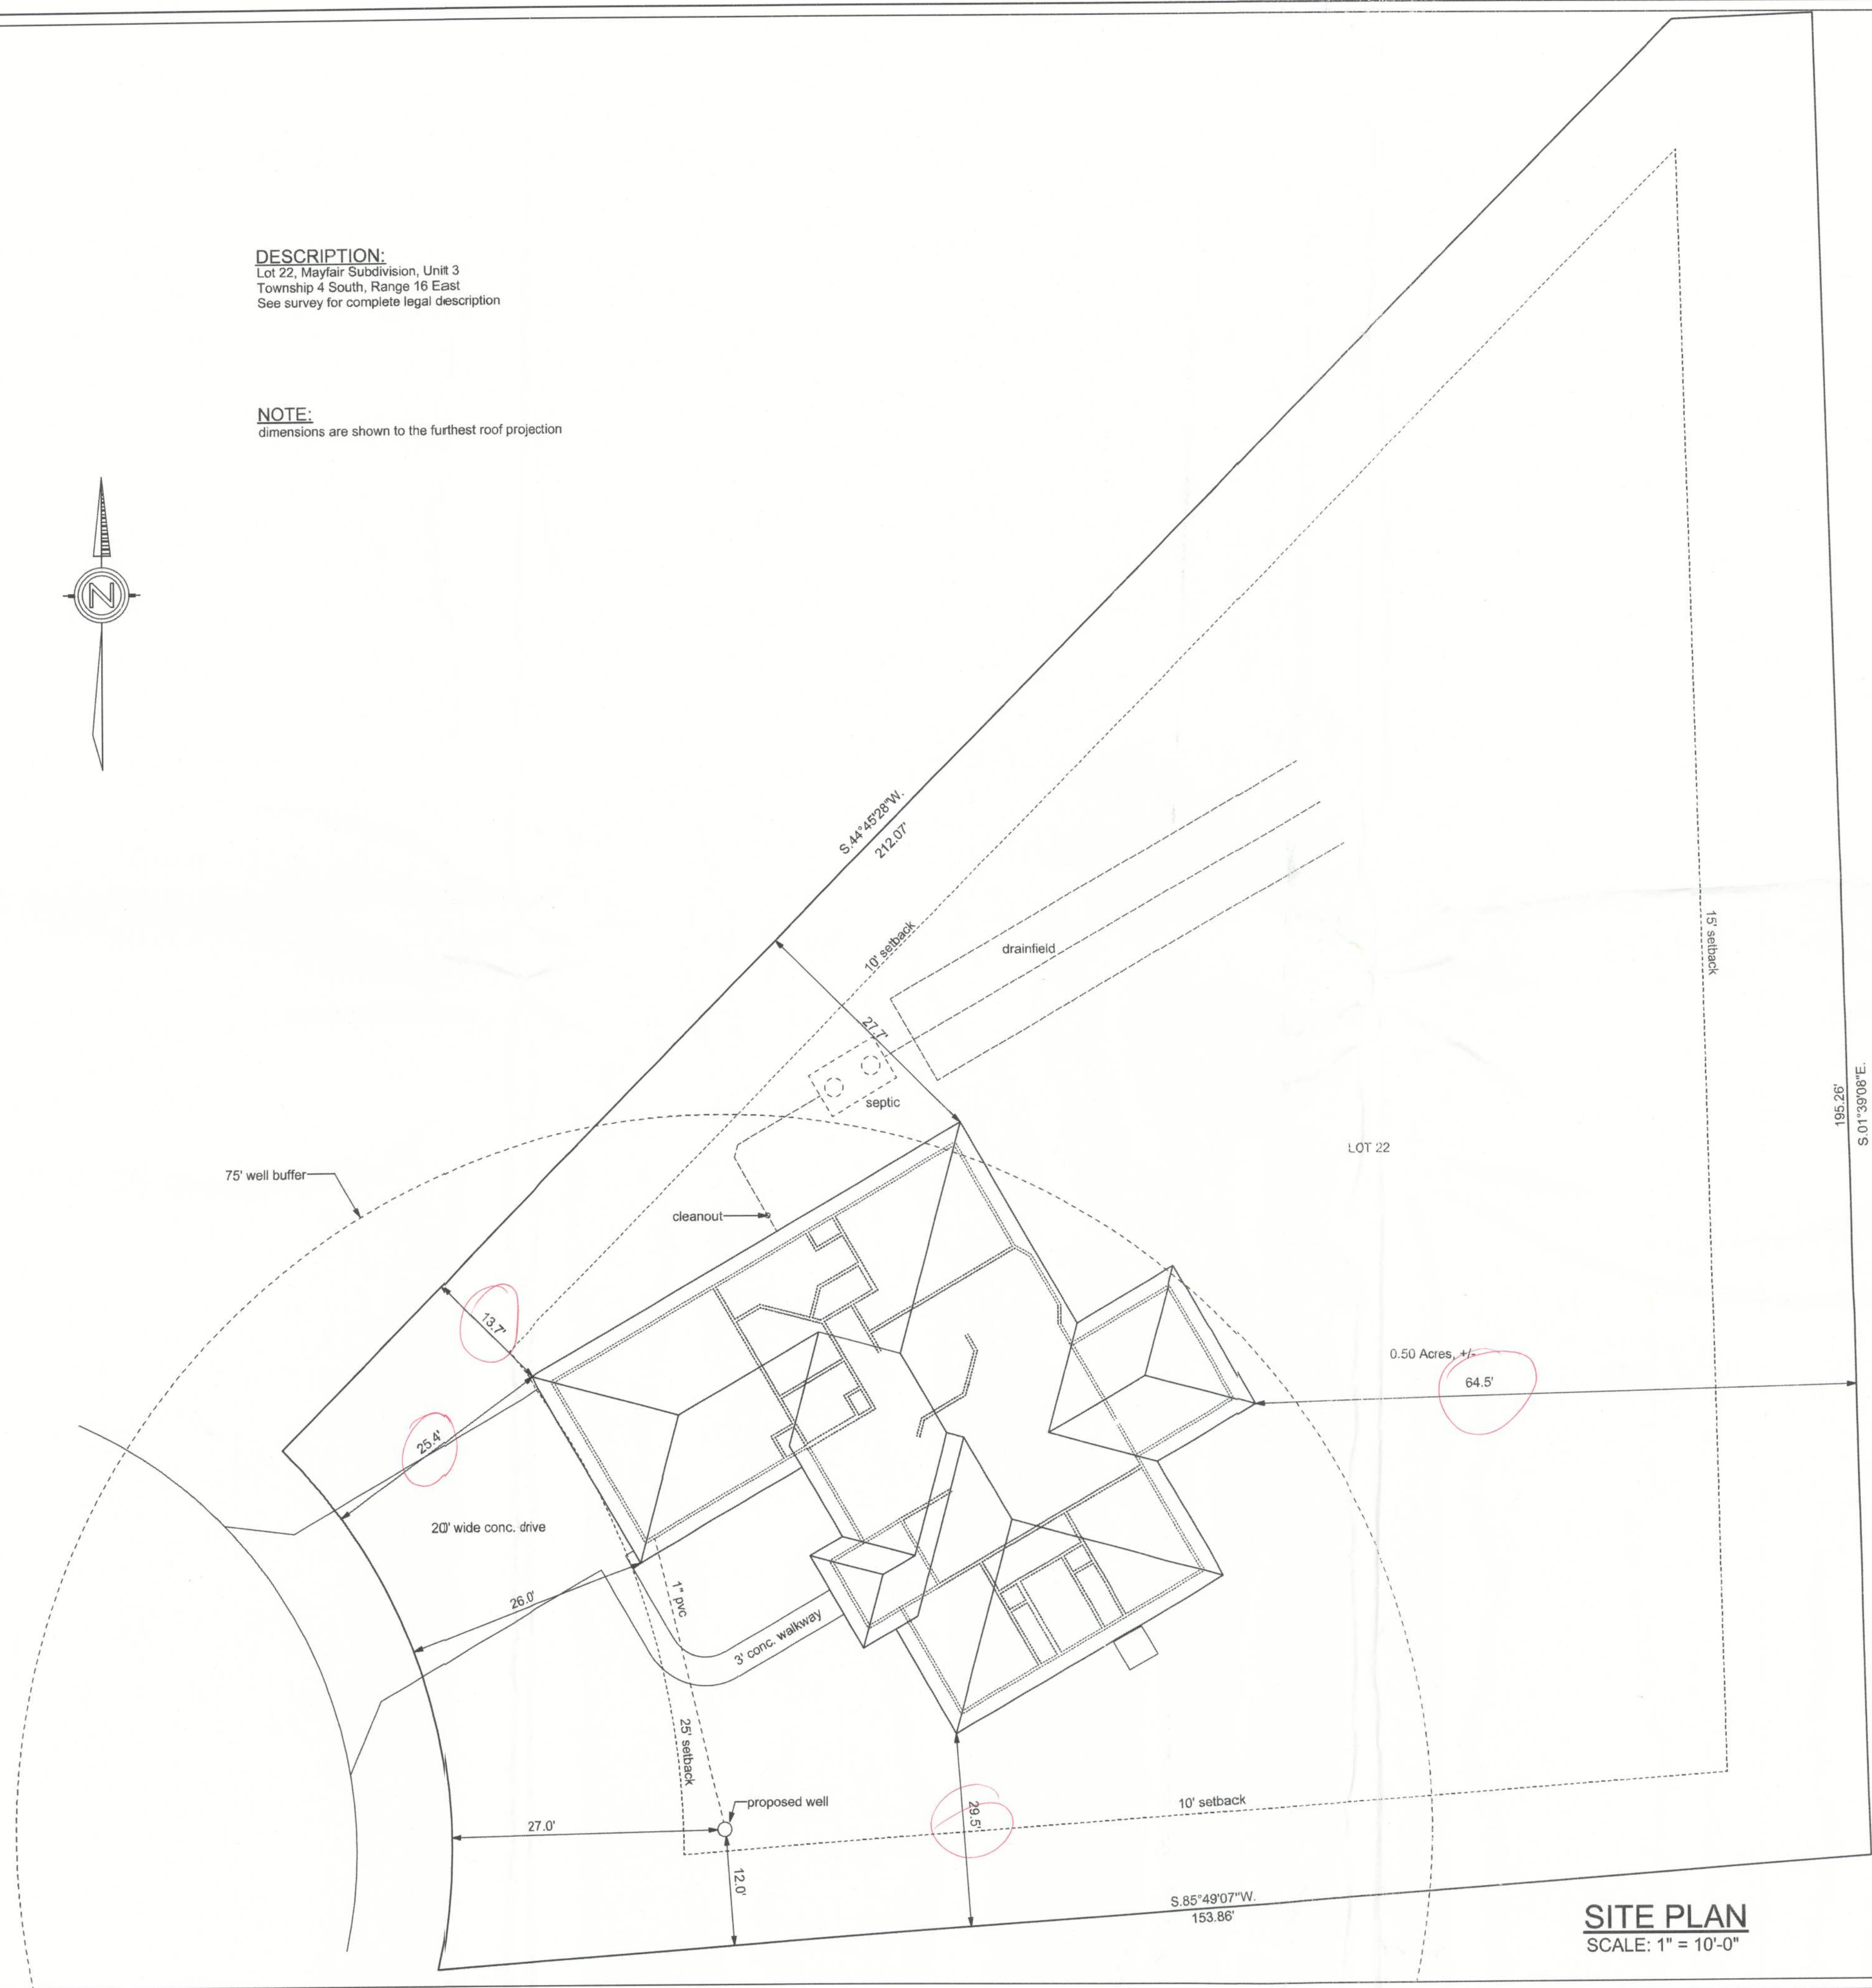 DESCRIPTION:
Lot 22, Mayfair Subdivision, Unit 3
Township 4 South, Range 16 East
See survey for complete legal description
NOTE:
dimensions are shown to the furthest roof projection
N
S.44°45'28"W.
212.07'
10' setback
drainfield
15' setback
27.7'
septic
195.26'
S.01°39'08"E.
LOT 22
75' well buffer
cleanout
13.7'
0.50 Acres, +/-
64.5'
25.4'
20' wide conc. drive
26.0'
1" pvc
3' conc. walkway
25' setback
proposed well
27.0'
29.5'
10' setback
12.0'
S.85°49'07"W.
153.86'
SITE PLAN
SCALE: 1" = 10'-0"